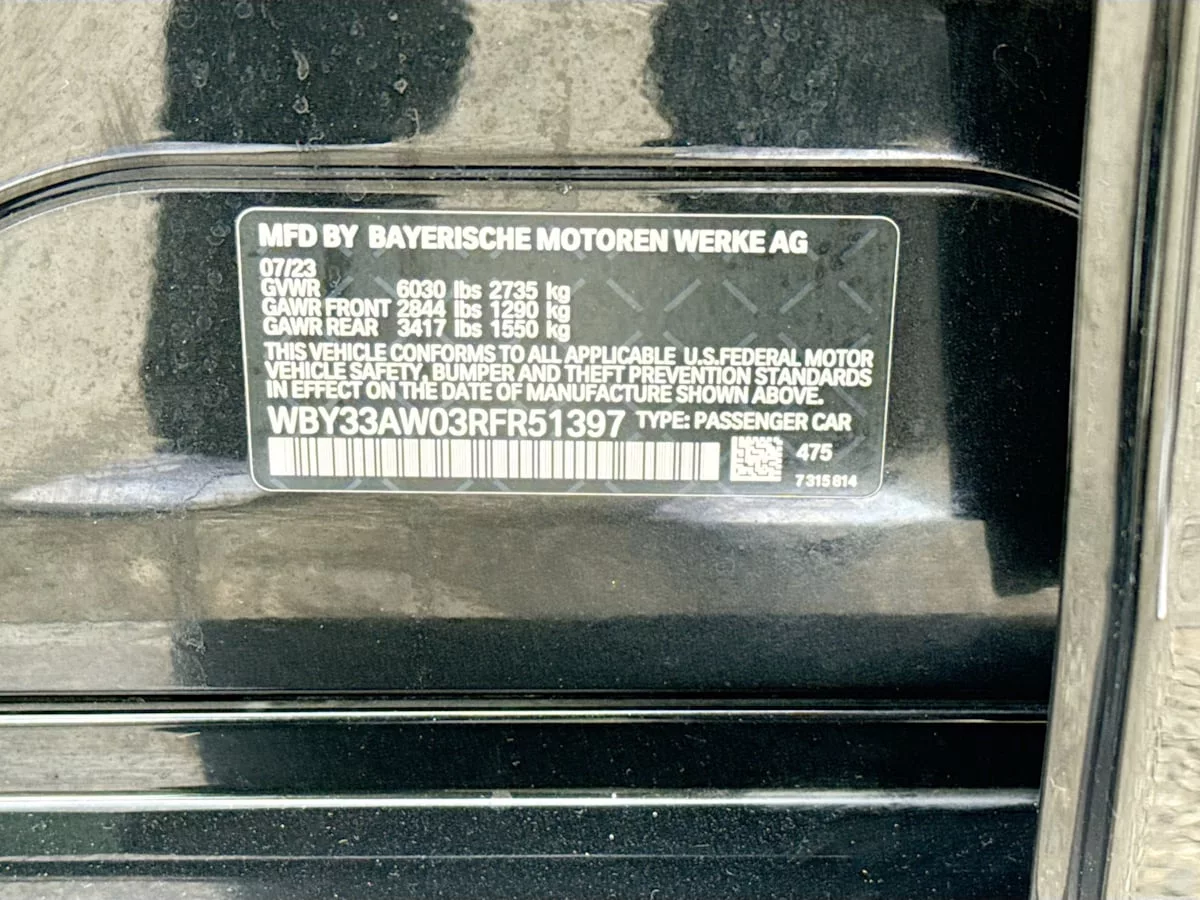 MFD BY BAYERISCHE MOTOREN WERKE AG
07/23
GVWR 6030 lbs 2735 kg
GAWR FRONT 2844 lbs 1290 kg
GAWR REAR 3417 lbs 1550 kg
THIS VEHICLE CONFORMS TO ALL APPLICABLE U.S.FEDERAL MOTOR
VEHICLE SAFETY, BUMPER AND THEFT PREVENTION STANDARDS
IN EFFECT ON THE DATE OF MANUFACTURE SHOWN ABOVE.
WBY33AW03RFR51397 TYPE: PASSENGER CAR
475
7 315 814